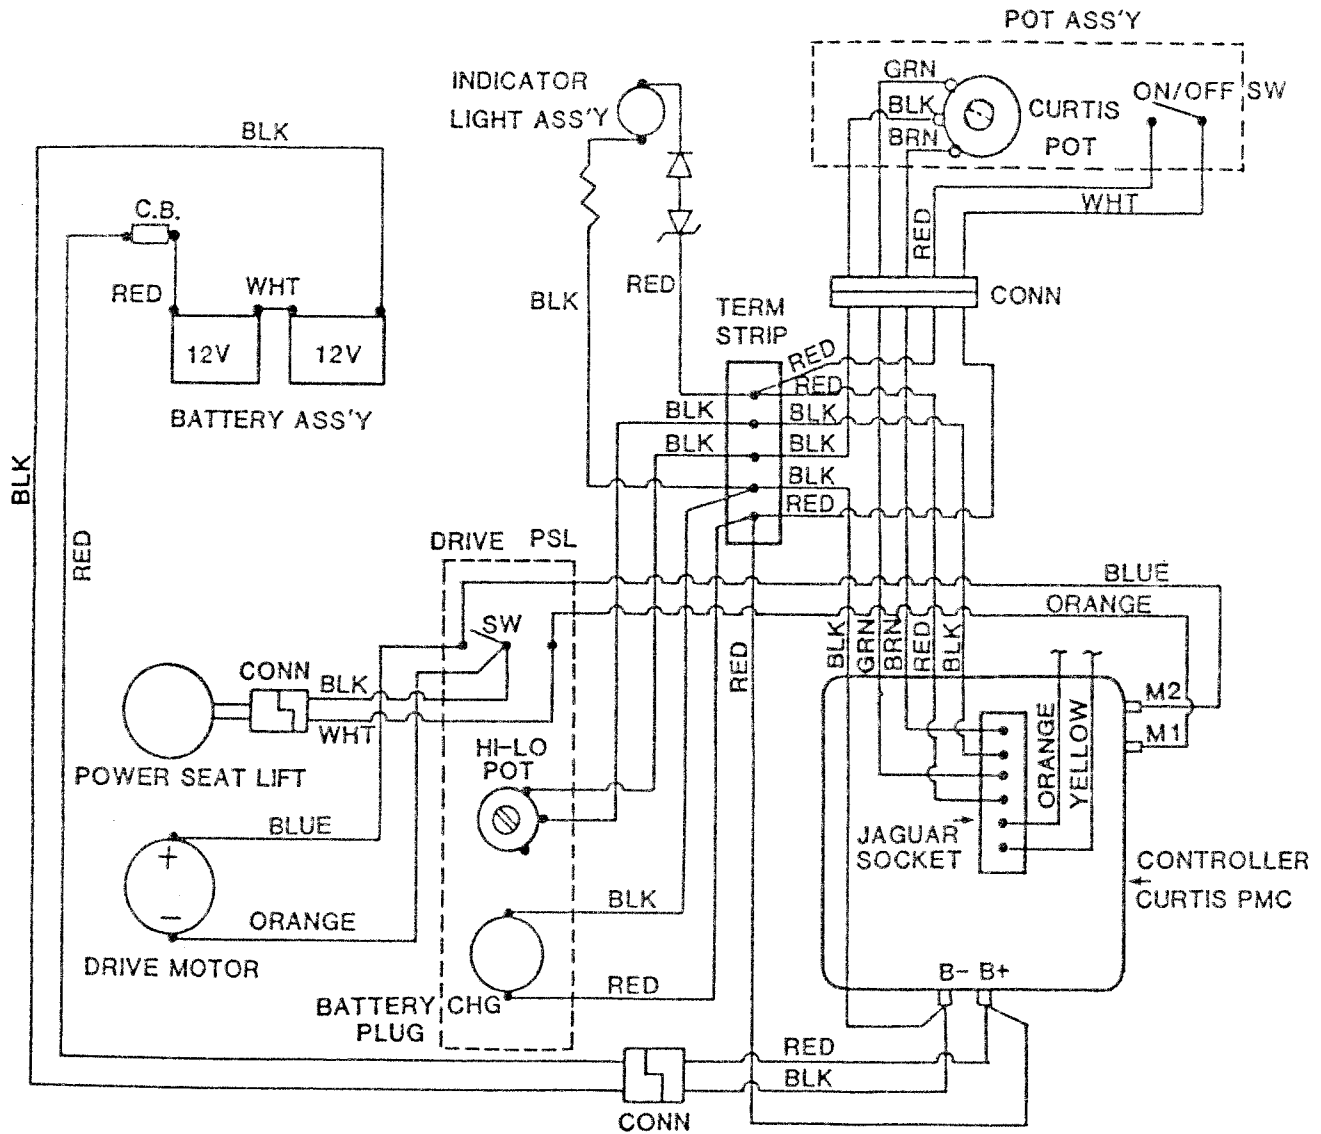 POT ASS'Y
INDICATOR
LIGHT ASS'Y
GRN
BLK
BRN
CURTIS
POT
ON/OFF SW
BLK
C.B.
RED
WHT
12V
12V
BATTERY ASS'Y
BLK
RED
BLK
RED
TERM
STRIP
RED
WHT
CONN
RED
RED
BLK
BLK
BLK
BLK
BLK
RED
DRIVE
PSL
SW
BLUE
ORANGE
RED
BLK
GRN
BRN
RED
BLK
CONN
BLK
WHT
POWER SEAT LIFT
HI-LO
POT
M2
M1
ORANGE
YELLOW
JAGUAR
SOCKET
CONTROLLER
CURTIS PMC
BLUE
+
−
ORANGE
DRIVE MOTOR
BLK
RED
BATTERY CHG
PLUG
B- B+
RED
BLK
CONN